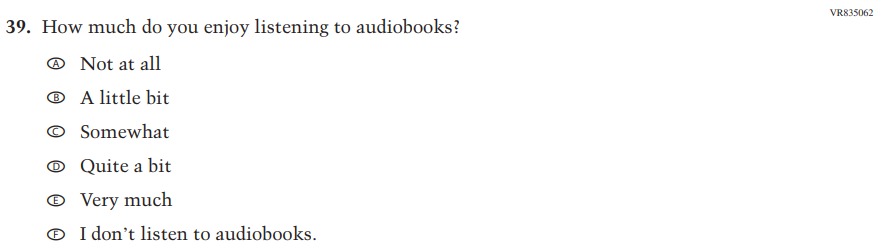 VR835062
39. How much do you enjoy listening to audiobooks?
Ⓐ Not at all
Ⓑ A little bit
Ⓒ Somewhat
Ⓓ Quite a bit
Ⓔ Very much
Ⓕ I don’t listen to audiobooks.